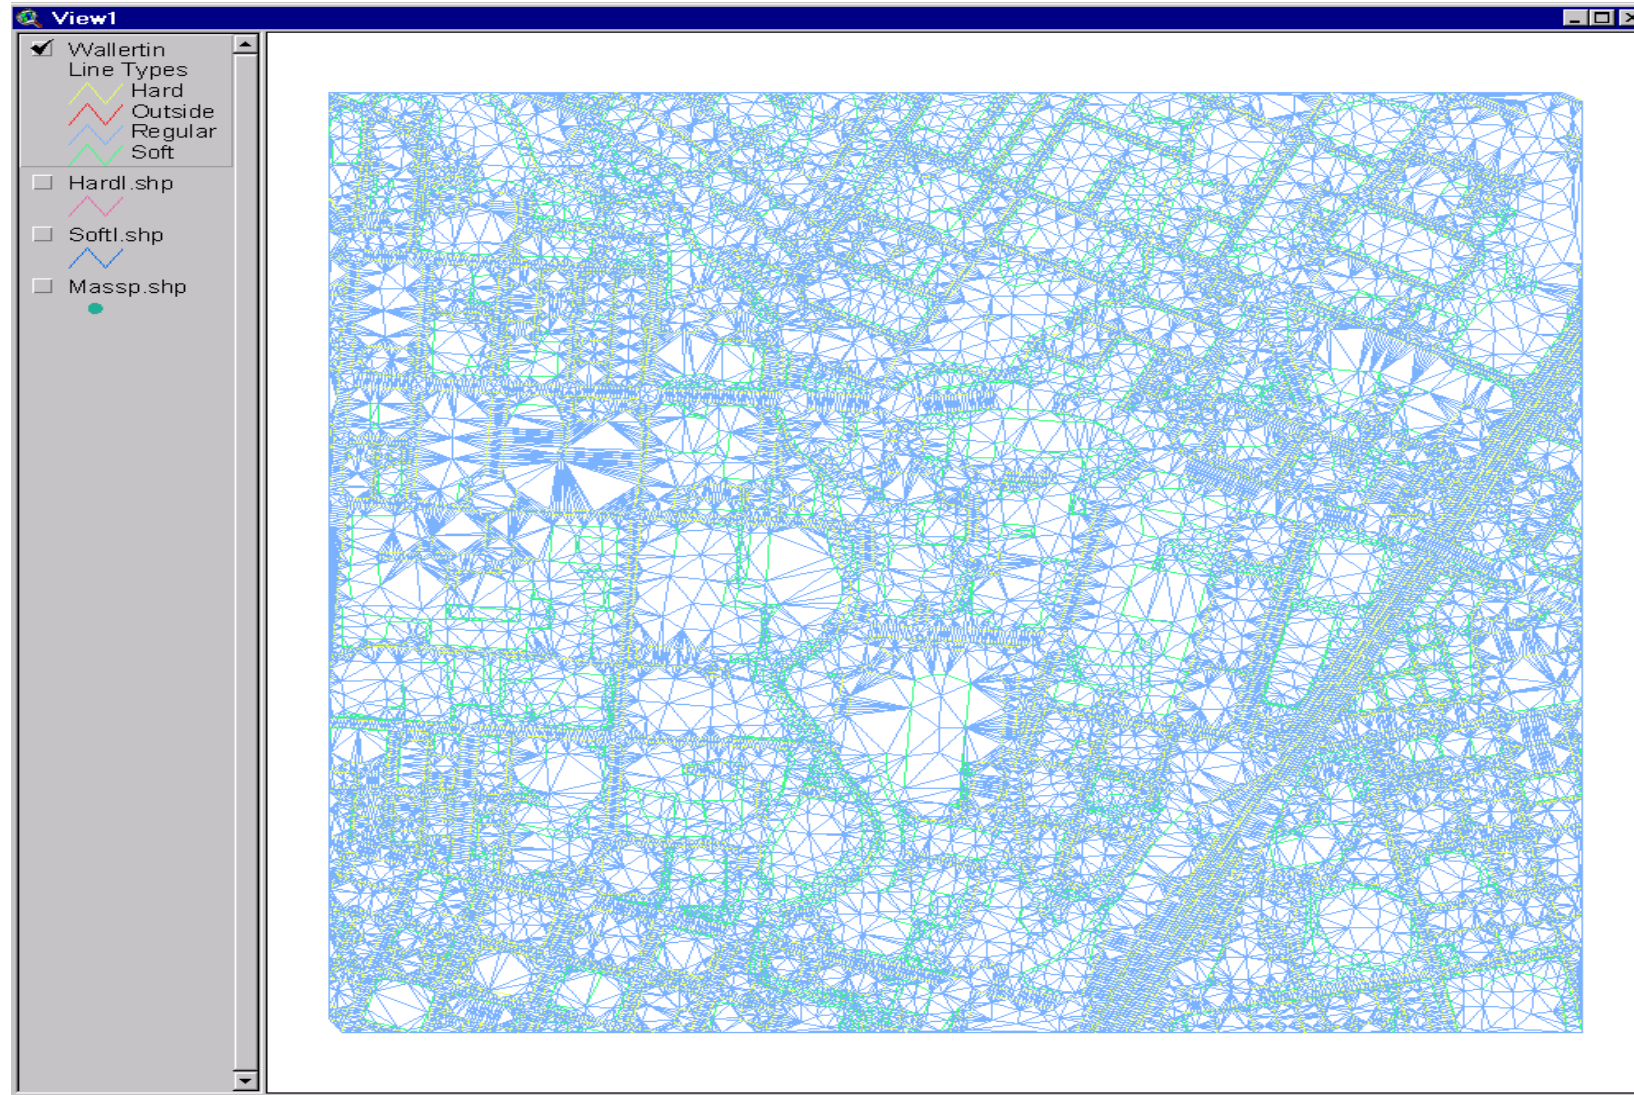 View1
Wallertin
Line Types
Hard
Outside
Regular
Soft
Hardl.shp
Softl.shp
Massp.shp